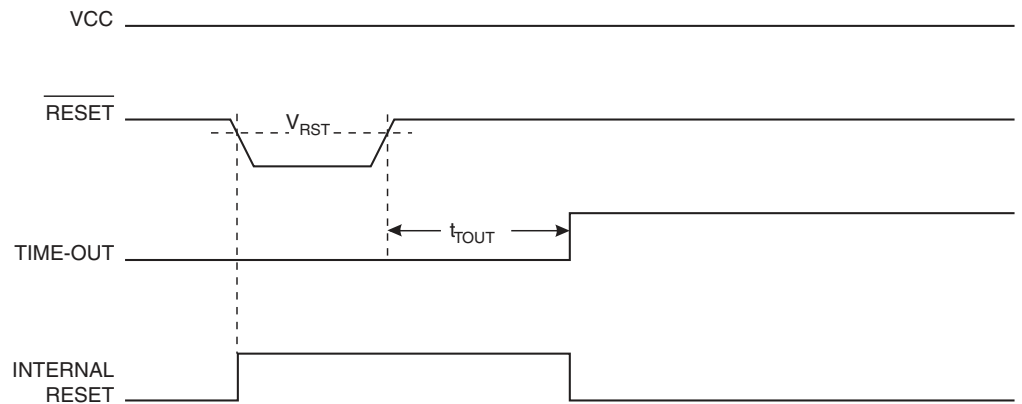 VCC
RESET
VRST
tTOUT
TIME-OUT
INTERNAL
RESET